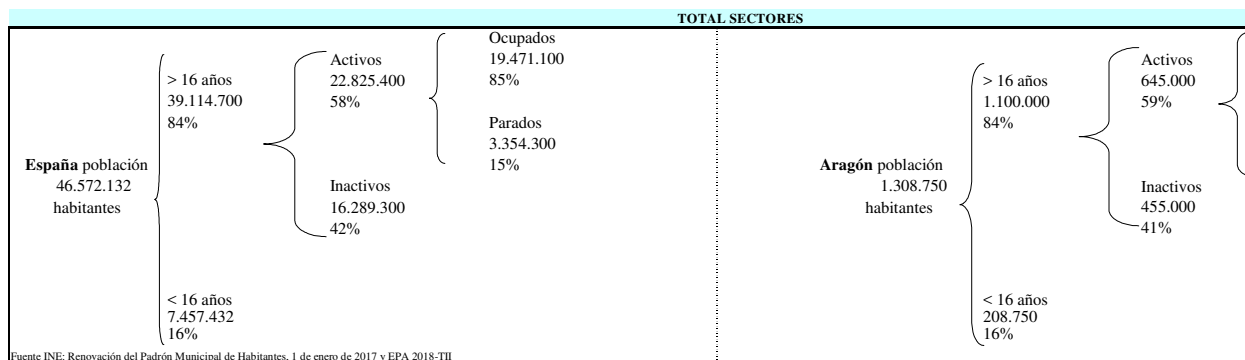 TOTAL SECTORES
España población
46.572.132
habitantes
> 16 años
39.114.700
84%
< 16 años
7.457.432
16%
Activos
22.825.400
58%
Inactivos
16.289.300
42%
Ocupados
19.471.100
85%
Parados
3.354.300
15%
Aragón población
1.308.750
habitantes
> 16 años
1.100.000
84%
< 16 años
208.750
16%
Activos
645.000
59%
Inactivos
455.000
41%
Fuente INE: Renovación del Padrón Municipal de Habitantes, 1 de enero de 2017 y EPA 2018-TII